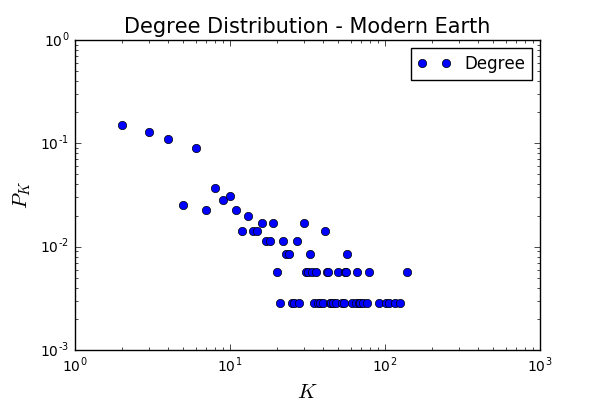 Degree Distribution - Modern Earth
10^0
Degree
10^-1
P_K
10^-2
10^-3
10^0 10^1 10^2 10^3
K